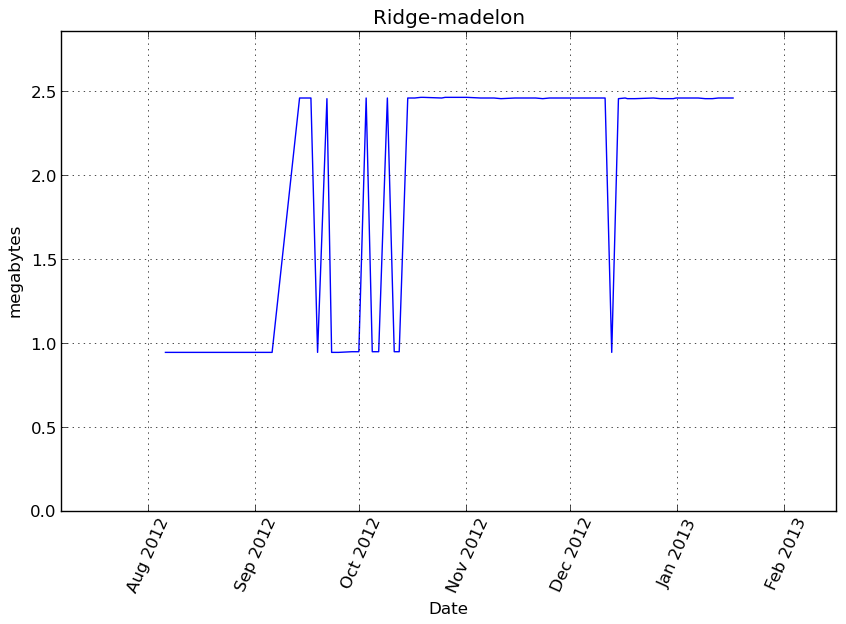 Ridge-madelon
megabytes
2.5
2.0
1.5
1.0
0.5
0.0
Aug 2012
Sep 2012
Oct 2012
Nov 2012
Dec 2012
Jan 2013
Feb 2013
Date